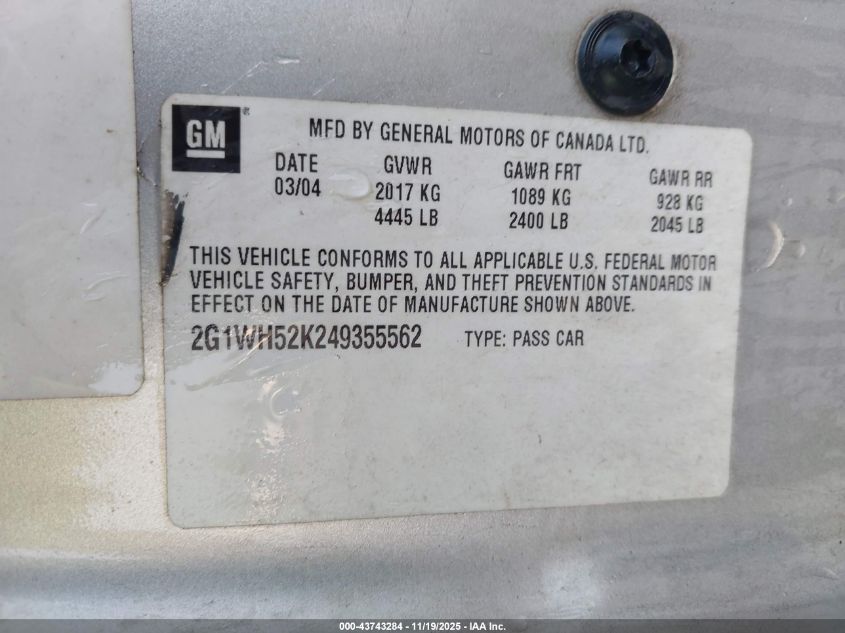 GM ®
MFD BY GENERAL MOTORS OF CANADA LTD.
DATE GVWR GAWR FRT GAWR RR
03/04 2017 KG 1089 KG 928 KG
4445 LB 2400 LB 2045 LB
THIS VEHICLE CONFORMS TO ALL APPLICABLE U.S. FEDERAL MOTOR
VEHICLE SAFETY, BUMPER, AND THEFT PREVENTION STANDARDS IN
EFFECT ON THE DATE OF MANUFACTURE SHOWN ABOVE.
2G1WH52K249355562 TYPE: PASS CAR
000-43743284 - 11/19/2025 - IAA Inc.